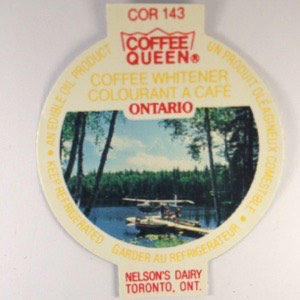 COR 143
COFFEE
QUEEN®
COFFEE WHITENER
COLOURANT A CAFÉ
ONTARIO
AN EDIBLE OIL PRODUCT
UN PRODUIT OLÉAGINEUX COMESTIBLE
KEEP REFRIGERATED
GARDER AU RÉFRIGÉRATEUR
NELSON'S DAIRY
TORONTO, ONT.